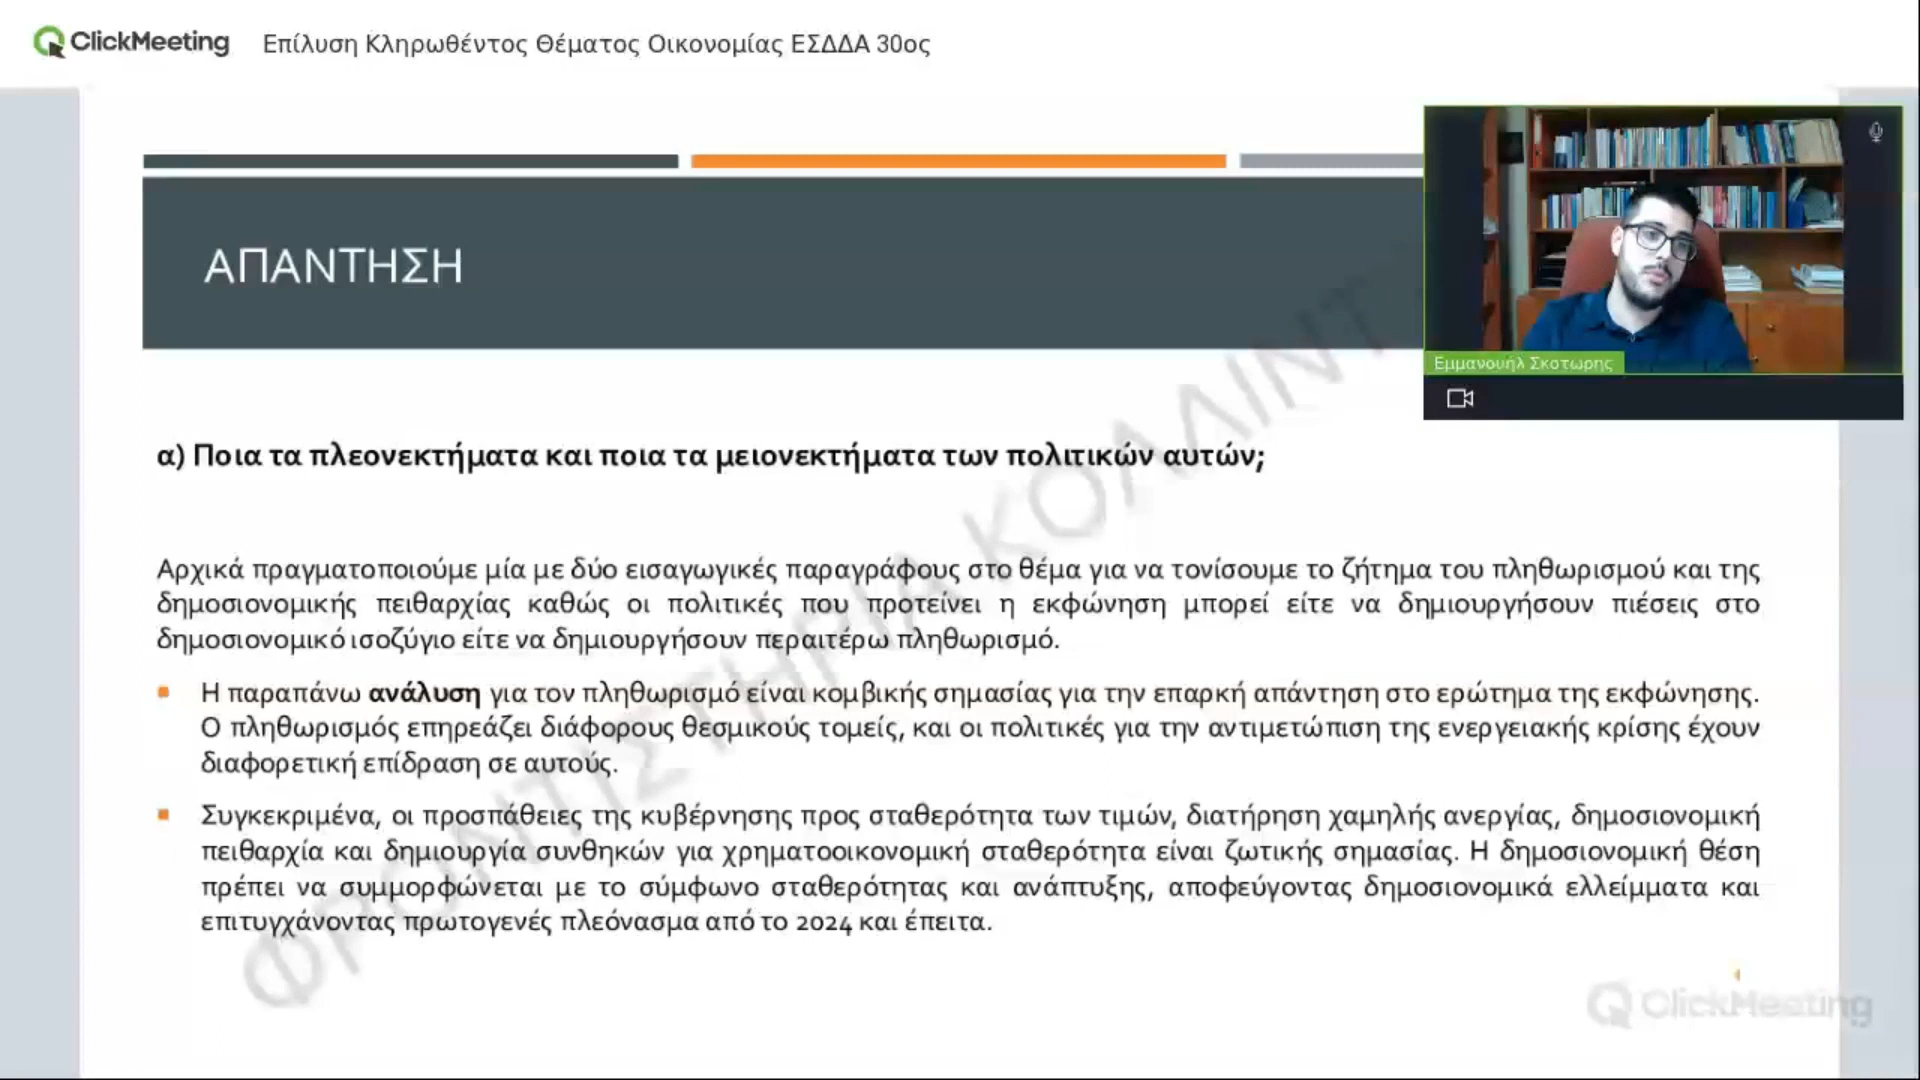 ClickMeeting Επίλυση Κληρωθέντος Θέματος Οικονομίας ΕΣΔΔΑ 30ος
ΑΠΑΝΤΗΣΗ
Εμμανουήλ Σκοτωρης
α) Ποια τα πλεονεκτήματα και ποια τα μειονεκτήματα των πολιτικών αυτών;
Αρχικά πραγματοποιούμε μία με δύο εισαγωγικές παραγράφους στο θέμα για να τονίσουμε το ζήτημα του πληθωρισμού και της
δημοσιονομικής πειθαρχίας καθώς οι πολιτικές που προτείνει η εκφώνηση μπορεί είτε να δημιουργήσουν πιέσεις στο
δημοσιονομικό ισοζύγιο είτε να δημιουργήσουν περαιτέρω πληθωρισμό.
Η παραπάνω ανάλυση για τον πληθωρισμό είναι κομβικής σημασίας για την επαρκή απάντηση στο ερώτημα της εκφώνησης.
Ο πληθωρισμός επηρεάζει διάφορους θεσμικούς τομείς, και οι πολιτικές για την αντιμετώπιση της ενεργειακής κρίσης έχουν
διαφορετική επίδραση σε αυτούς.
Συγκεκριμένα, οι προσπάθειες της κυβέρνησης προς σταθερότητα των τιμών, διατήρηση χαμηλής ανεργίας, δημοσιονομική
πειθαρχία και δημιουργία συνθηκών για χρηματοοικονομική σταθερότητα είναι ζωτικής σημασίας. Η δημοσιονομική θέση
πρέπει να συμμορφώνεται με το σύμφωνο σταθερότητας και ανάπτυξης, αποφεύγοντας δημοσιονομικά ελλείμματα και
επιτυγχάνοντας πρωτογενές πλεόνασμα από το 2024 και έπειτα.
ΦΡΟΝΤΙΣΤΗΡΙΑ ΚΟΛΛΙΝΤ
ClickMeeting